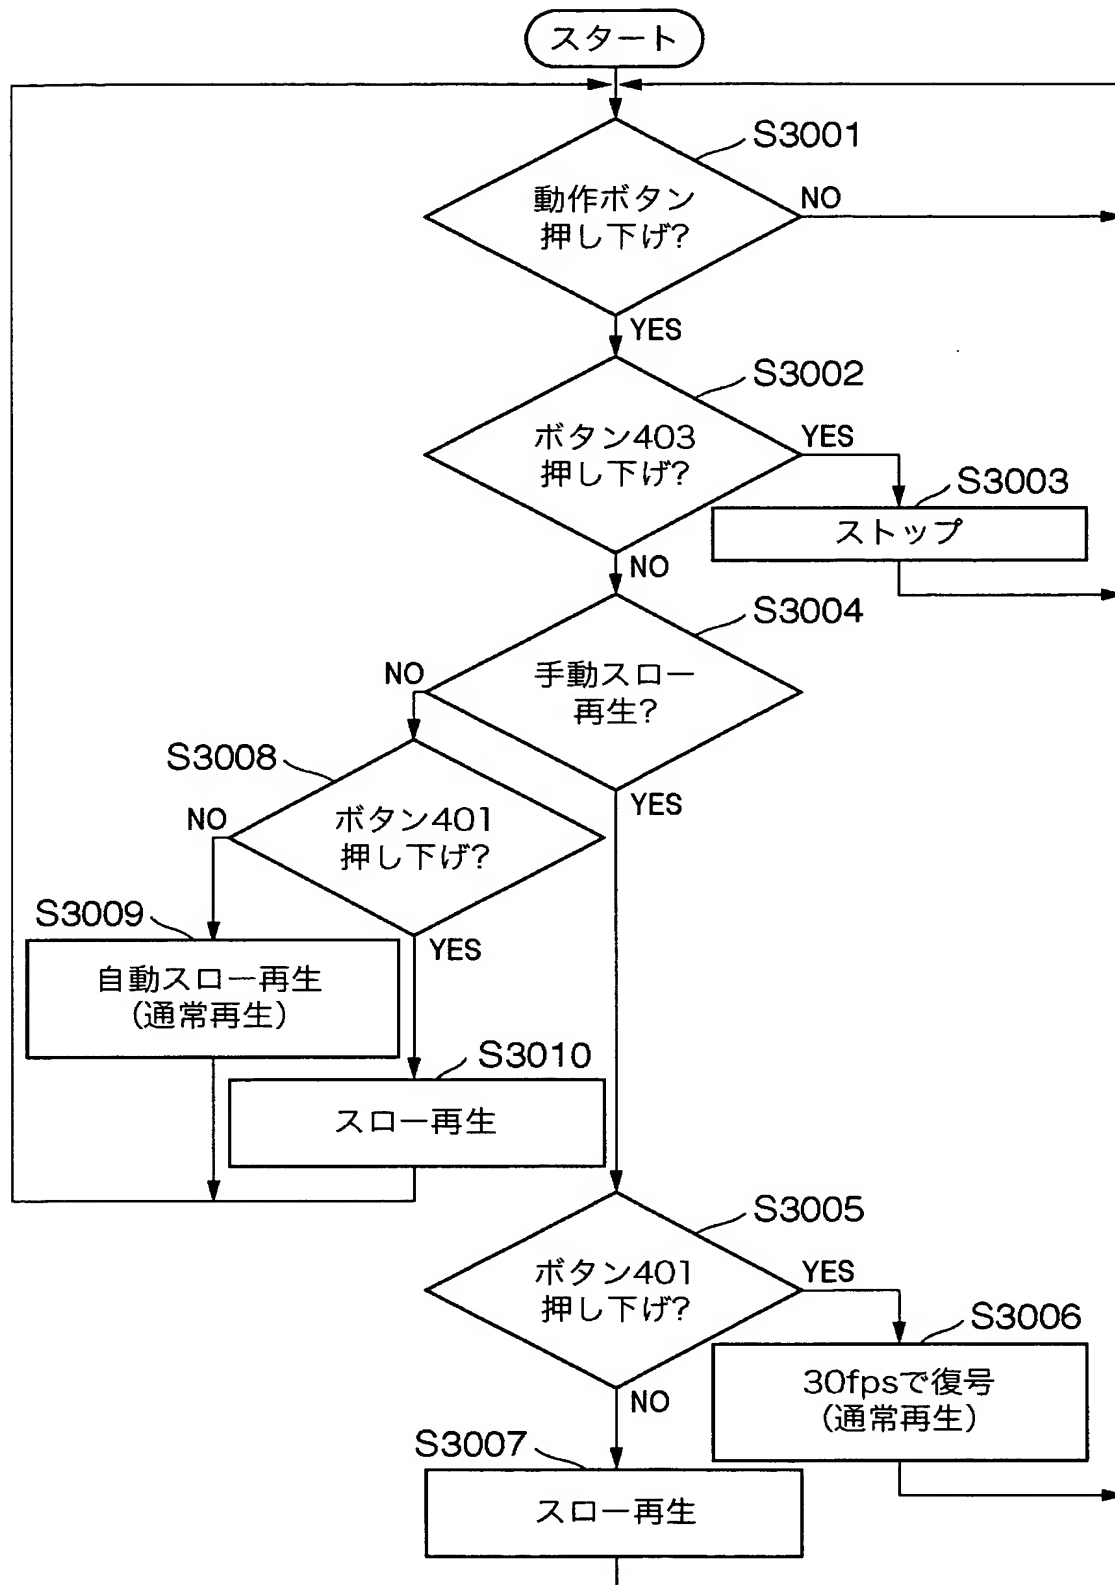 スタート
S3001
動作ボタン
押し下げ?
NO
YES
S3002
ボタン403
押し下げ?
YES
S3003
ストップ
NO
S3004
手動スロー
再生?
NO
YES
S3008
ボタン401
押し下げ?
NO
YES
S3009
自動スロー再生
(通常再生)
S3010
スロー再生
S3005
ボタン401
押し下げ?
YES
S3006
30fpsで復号
(通常再生)
NO
S3007
スロー再生